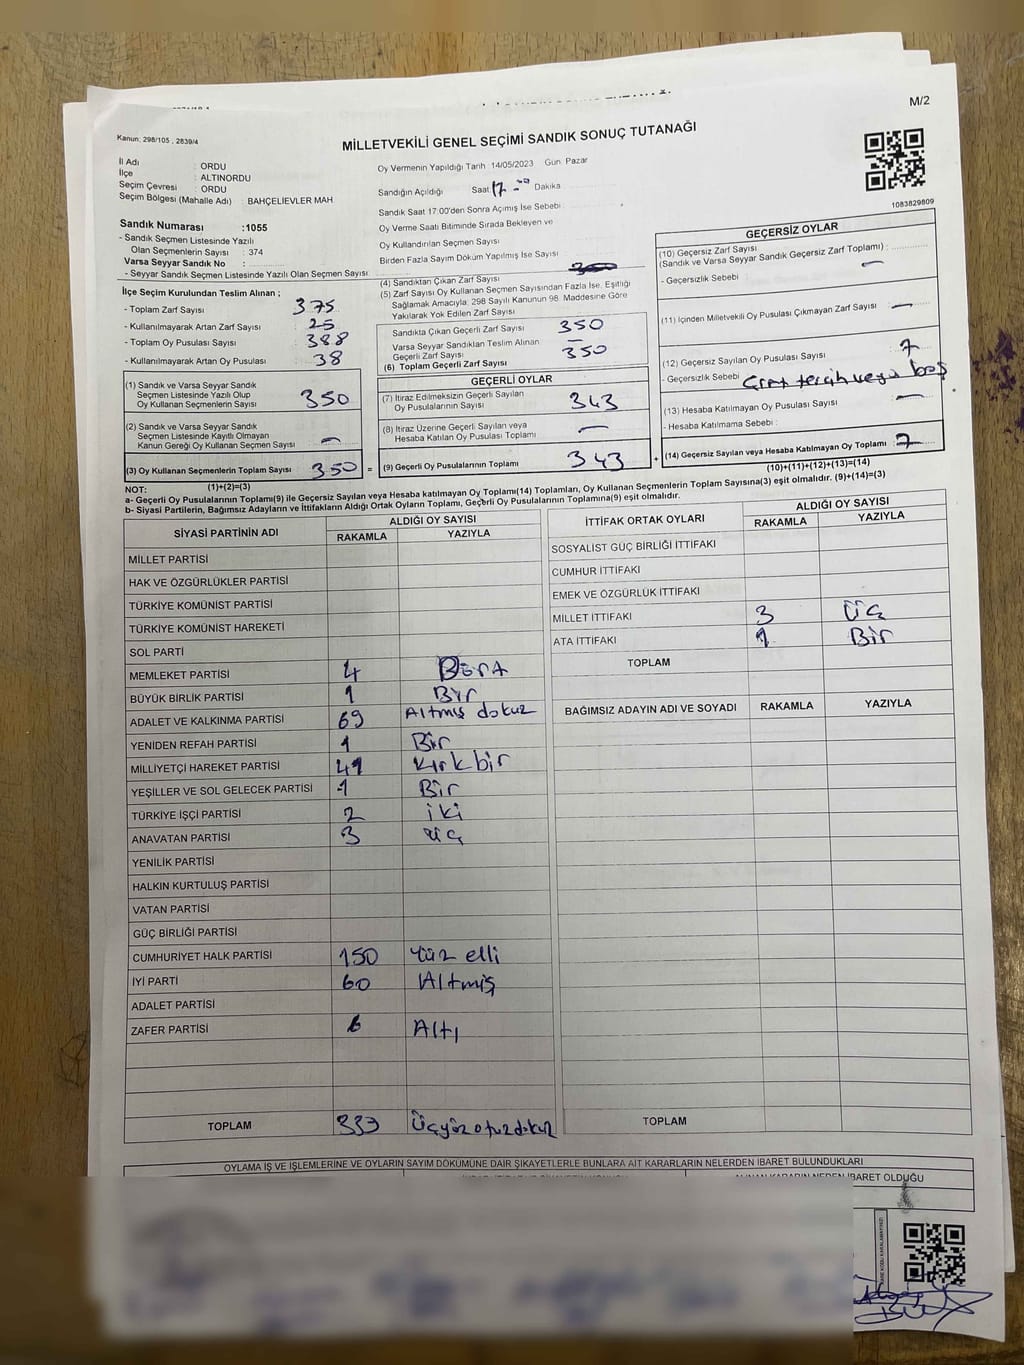 M/2
Kanun: 298/105 , 2839/4
MİLLETVEKİLİ GENEL SEÇİMİ SANDIK SONUÇ TUTANAĞI
İl Adı : ORDU
İlçe : ALTINORDU
Seçim Çevresi : ORDU
Seçim Bölgesi (Mahalle Adı) : BAHÇELİEVLER MAH
Sandık Numarası :1055
- Sandık Seçmen Listesinde Yazılı
Olan Seçmenlerin Sayısı : 374
Varsa Seyyar Sandık No :
- Seyyar Sandık Seçmen Listesinde Yazılı Olan Seçmen Sayısı
Oy Vermenin Yapıldığı Tarih :14/05/2023 Gün: Pazar
Sandığın Açıldığı Saat 17.00 Dakika
Sandık Saat 17:00'den Sonra Açımış İse Sebebi :
Oy Verme Saati Bitiminde Sırada Bekleyen ve
Oy Kullandırılan Seçmen Sayısı
Birden Fazla Sayım Döküm Yapılmış İse Sayısı
1083829809
İlçe Seçim Kurulundan Teslim Alınan ;
- Toplam Zarf Sayısı 375
- Kullanılmayarak Artan Zarf Sayısı 25
- Toplam Oy Pusulası Sayısı 388
- Kullanılmayarak Artan Oy Pusulası 38
(1) Sandık ve Varsa Seyyar Sandık
Seçmen Listesinde Yazılı Olup
Oy Kullanan Seçmenlerin Sayısı 350
(2) Sandık ve Varsa Seyyar Sandık
Seçmen Listesinde Kayıtlı Olmayan
Kanun Gereği Oy Kullanan Seçmen Sayısı —
(3) Oy Kullanan Seçmenlerin Toplam Sayısı 350 =
(1)+(2)=(3)
(4) Sandıktan Çıkan Zarf Sayısı
(5) Zarf Sayısı Oy Kullanan Seçmen Sayısından Fazla İse, Eşitliği
Sağlamak Amacıyla, 298 Sayılı Kanunun 98. Maddesine Göre
Yakılarak Yok Edilen Zarf Sayısı
Sandıkta Çıkan Geçerli Zarf Sayısı 350
Varsa Seyyar Sandıktan Teslim Alınan
Geçerli Zarf Sayısı —
(6) Toplam Geçerli Zarf Sayısı 350
GEÇERLİ OYLAR
(7) İtiraz Edilmeksizin Geçerli Sayılan
Oy Pusulalarının Sayısı 343
(8) İtiraz Üzerine Geçerli Sayılan veya
Hesaba Katılan Oy Pusulası Toplamı —
(9) Geçerli Oy Pusulalarının Toplamı 343 +
GEÇERSİZ OYLAR
(10) Geçersiz Zarf Sayısı
(Sandık ve Varsa Seyyar Sandık Geçersiz Zarf Toplamı) : —
- Geçersizlik Sebebi :
(11) İçinden Milletvekili Oy Pusulası Çıkmayan Zarf Sayısı —
(12) Geçersiz Sayılan Oy Pusulası Sayısı 7
- Geçersizlik Sebebi : tercih veya boş
(13) Hesaba Katılmayan Oy Pusulası Sayısı —
- Hesaba Katılmama Sebebi :
(14) Geçersiz Sayılan veya Hesaba Katılmayan Oy Toplamı : 7
(10)+(11)+(12)+(13)=(14)
NOT:
a- Geçerli Oy Pusulalarının Toplamı(9) ile Geçersiz Sayılan veya Hesaba katılmayan Oy Toplamı(14) Toplamları, Oy Kullanan Seçmenlerin Toplam Sayısına(3) eşit olmalıdır. (9)+(14)=(3)
b- Siyasi Partilerin, Bağımsız Adayların ve İttifakların Aldığı Ortak Oyların Toplamı, Geçerli Oy Pusulalarının Toplamına(9) eşit olmalıdır.
SİYASİ PARTİNİN ADI ALDIĞI OY SAYISI
RAKAMLA YAZIYLA
MİLLET PARTİSİ
HAK VE ÖZGÜRLÜKLER PARTİSİ
TÜRKİYE KOMÜNİST PARTİSİ
TÜRKİYE KOMÜNİST HAREKETİ
SOL PARTİ
MEMLEKET PARTİSİ 4
BÜYÜK BİRLİK PARTİSİ 1 Bir
ADALET VE KALKINMA PARTİSİ 69 Altmış dokuz
YENİDEN REFAH PARTİSİ 1 Bir
MİLLİYETÇİ HAREKET PARTİSİ 41 Kırkbir
YEŞİLLER VE SOL GELECEK PARTİSİ 1 Bir
TÜRKİYE İŞÇİ PARTİSİ 2 iki
ANAVATAN PARTİSİ 3 üç
YENİLİK PARTİSİ
HALKIN KURTULUŞ PARTİSİ
VATAN PARTİSİ
GÜÇ BİRLİĞİ PARTİSİ
CUMHURİYET HALK PARTİSİ 150 Yüz elli
İYİ PARTİ 60 Altmış
ADALET PARTİSİ
ZAFER PARTİSİ 6 Altı
TOPLAM 339 Üçyüzotuzdokuz
İTTİFAK ORTAK OYLARI ALDIĞI OY SAYISI
RAKAMLA YAZIYLA
SOSYALİST GÜÇ BİRLİĞİ İTTİFAKI
CUMHUR İTTİFAKI
EMEK VE ÖZGÜRLÜK İTTİFAKI
MİLLET İTTİFAKI 3 Üç
ATA İTTİFAKI 1 Bir
TOPLAM
BAĞIMSIZ ADAYIN ADI VE SOYADI RAKAMLA YAZIYLA
TOPLAM
OYLAMA İŞ VE İŞLEMLERİNE VE OYLARIN SAYIM DÖKÜMÜNE DAİR ŞİKAYETLERLE BUNLARA AİT KARARLARIN NELERDEN İBARET BULUNDUKLARI
ALINAN KARARIN NEDEN İBARET OLDUĞU